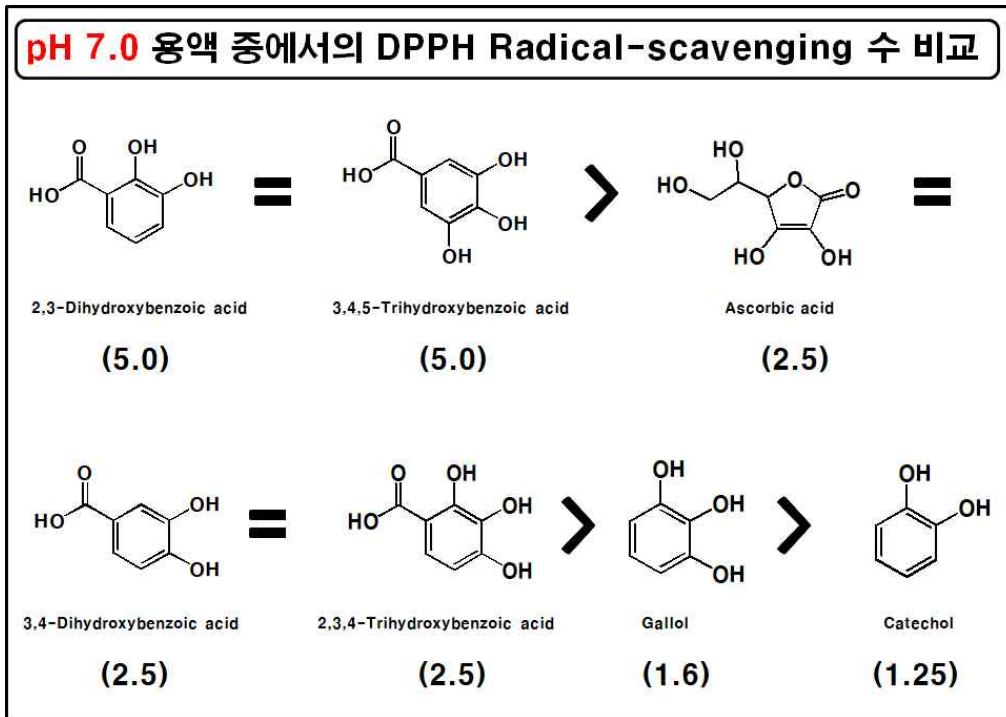 pH 7.0 용액 중에서의 DPPH Radical-scavenging 수 비교
O OH
HO OH
=
O
HO OH
OH
OH
>
HO
HO O O
HO OH
=
2,3-Dihydroxybenzoic acid 3,4,5-Trihydroxybenzoic acid Ascorbic acid
(5.0) (5.0) (2.5)
O
HO OH
OH
=
O OH
HO OH
OH
>
HO
OH
OH
>
OH
OH
3,4-Dihydroxybenzoic acid 2,3,4-Trihydroxybenzoic acid Gallol Catechol
(2.5) (2.5) (1.6) (1.25)